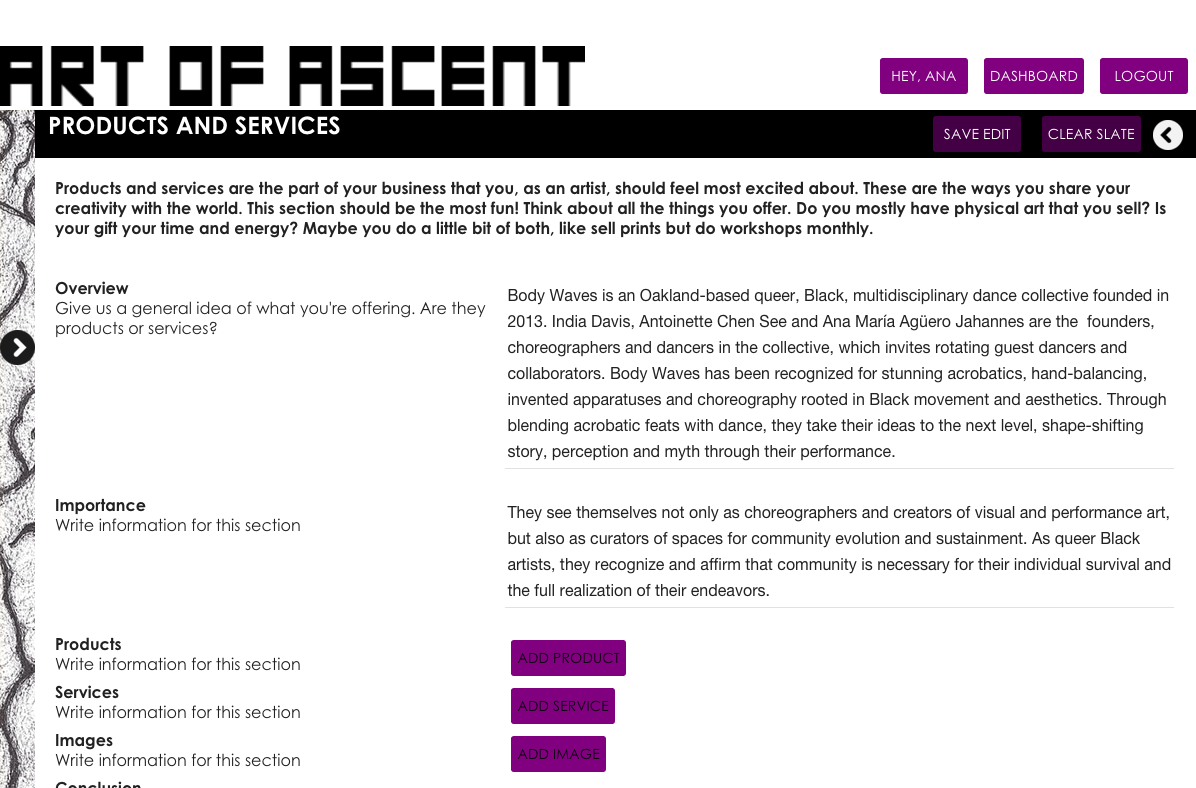 ART OF ASCENT
HEY, ANA
DASHBOARD
LOGOUT
PRODUCTS AND SERVICES
SAVE EDIT
CLEAR SLATE
Products and services are the part of your business that you, as an artist, should feel most excited about. These are the ways you share your
creativity with the world. This section should be the most fun! Think about all the things you offer. Do you mostly have physical art that you sell? Is
your gift your time and energy? Maybe you do a little bit of both, like sell prints but do workshops monthly.
Overview
Give us a general idea of what you're offering. Are they
products or services?
Body Waves is an Oakland-based queer, Black, multidisciplinary dance collective founded in
2013. India Davis, Antoinette Chen See and Ana María Agüero Jahannes are the  founders,
choreographers and dancers in the collective, which invites rotating guest dancers and
collaborators. Body Waves has been recognized for stunning acrobatics, hand-balancing,
invented apparatuses and choreography rooted in Black movement and aesthetics. Through
blending acrobatic feats with dance, they take their ideas to the next level, shape-shifting
story, perception and myth through their performance.
Importance
Write information for this section
They see themselves not only as choreographers and creators of visual and performance art,
but also as curators of spaces for community evolution and sustainment. As queer Black
artists, they recognize and affirm that community is necessary for their individual survival and
the full realization of their endeavors.
Products
Write information for this section
ADD PRODUCT
Services
Write information for this section
ADD SERVICE
Images
Write information for this section
ADD IMAGE
Conclusion